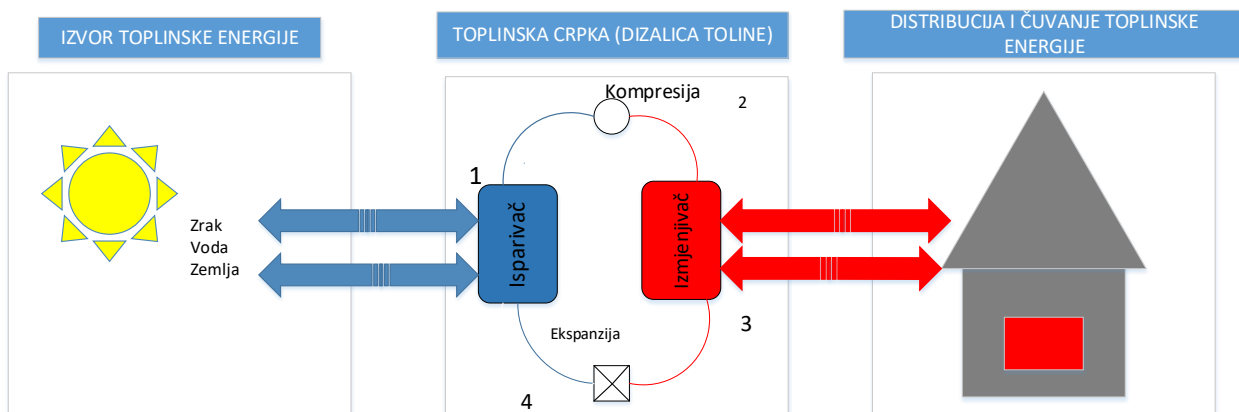 IZVOR TOPLINSKE ENERGIJE
TOPLINSKA CRPKA (DIZALICA TOLINE)
DISTRIBUCIJA I ČUVANJE TOPLINSKE
ENERGIJE
Kompresija
2
1
Isparivač
Izmjenjivač
Zrak
Voda
Zemlja
3
Ekspanzija
4